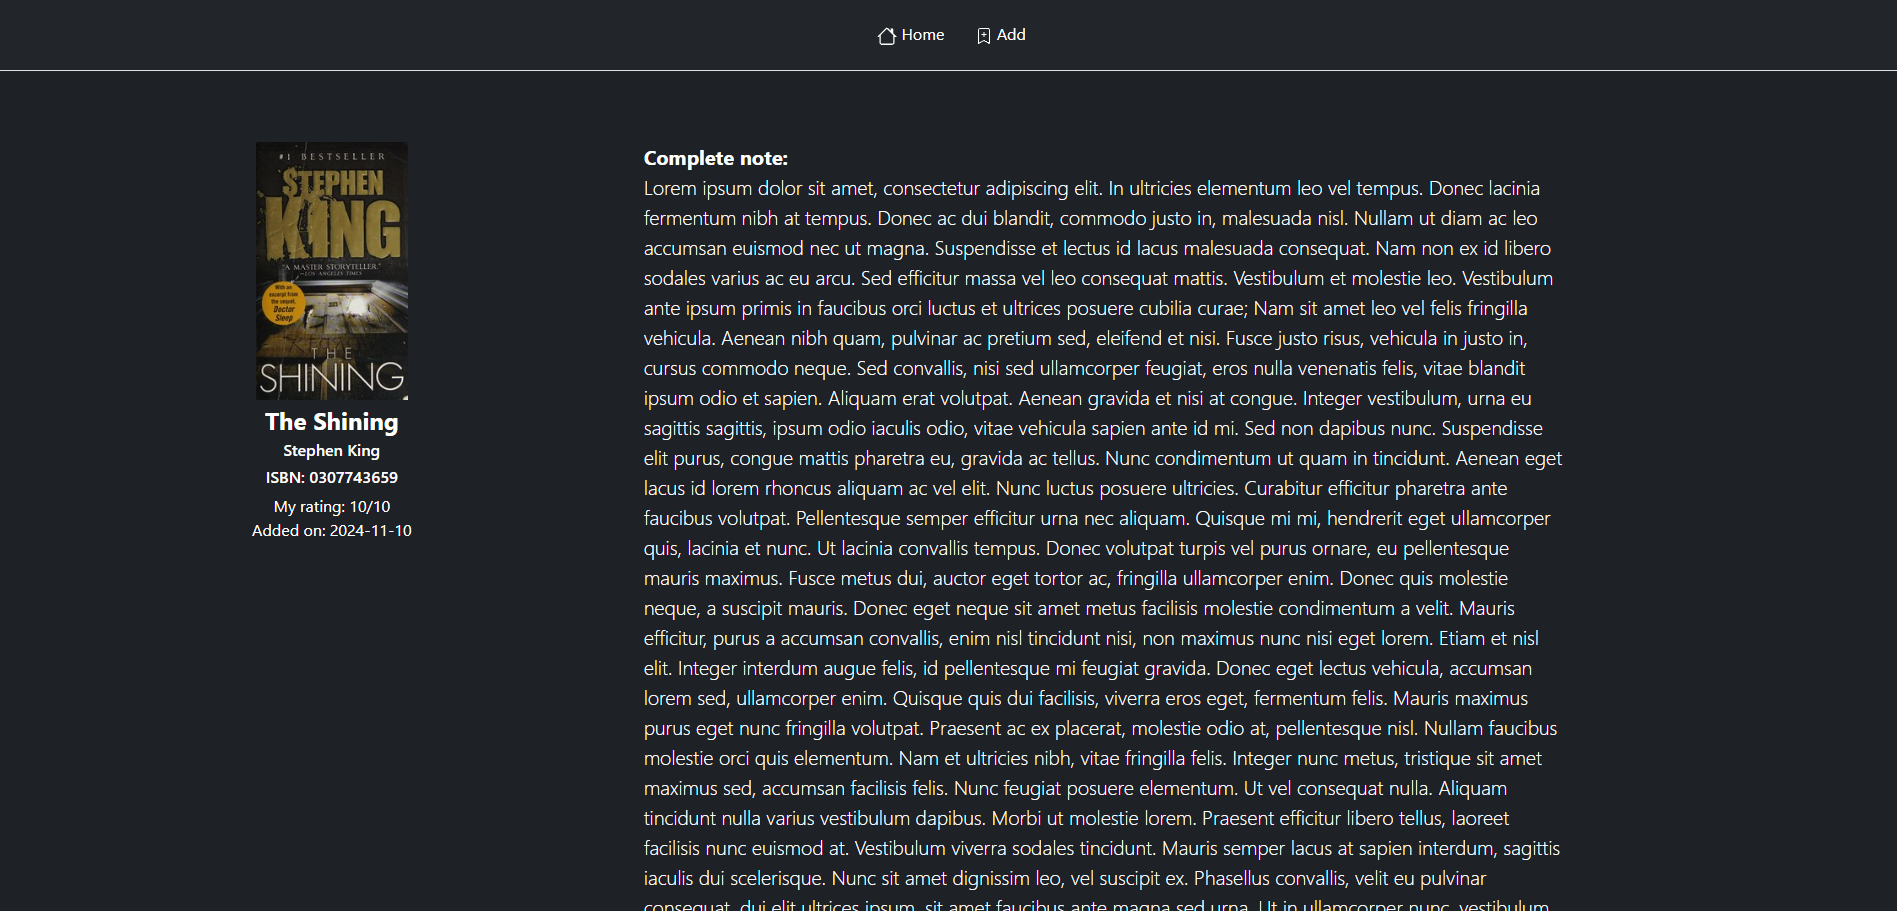 Home
Add
#1 BESTSELLER
STEPHEN
KING
"A MASTER STORYTELLER."
—LOS ANGELES TIMES
With an
excerpt from
the sequel,
Doctor
Sleep
THE
SHINING
The Shining
Stephen King
ISBN: 0307743659
My rating: 10/10
Added on: 2024-11-10
Complete note:
Lorem ipsum dolor sit amet, consectetur adipiscing elit. In ultricies elementum leo vel tempus. Donec lacinia
fermentum nibh at tempus. Donec ac dui blandit, commodo justo in, malesuada nisl. Nullam ut diam ac leo
accumsan euismod nec ut magna. Suspendisse et lectus id lacus malesuada consequat. Nam non ex id libero
sodales varius ac eu arcu. Sed efficitur massa vel leo consequat mattis. Vestibulum et molestie leo. Vestibulum
ante ipsum primis in faucibus orci luctus et ultrices posuere cubilia curae; Nam sit amet leo vel felis fringilla
vehicula. Aenean nibh quam, pulvinar ac pretium sed, eleifend et nisi. Fusce justo risus, vehicula in justo in,
cursus commodo neque. Sed convallis, nisi sed ullamcorper feugiat, eros nulla venenatis felis, vitae blandit
ipsum odio et sapien. Aliquam erat volutpat. Aenean gravida et nisi at congue. Integer vestibulum, urna eu
sagittis sagittis, ipsum odio iaculis odio, vitae vehicula sapien ante id mi. Sed non dapibus nunc. Suspendisse
elit purus, congue mattis pharetra eu, gravida ac tellus. Nunc condimentum ut quam in tincidunt. Aenean eget
lacus id lorem rhoncus aliquam ac vel elit. Nunc luctus posuere ultricies. Curabitur efficitur pharetra ante
faucibus volutpat. Pellentesque semper efficitur urna nec aliquam. Quisque mi mi, hendrerit eget ullamcorper
quis, lacinia et nunc. Ut lacinia convallis tempus. Donec volutpat turpis vel purus ornare, eu pellentesque
mauris maximus. Fusce metus dui, auctor eget tortor ac, fringilla ullamcorper enim. Donec quis molestie
neque, a suscipit mauris. Donec eget neque sit amet metus facilisis molestie condimentum a velit. Mauris
efficitur, purus a accumsan convallis, enim nisl tincidunt nisi, non maximus nunc nisi eget lorem. Etiam et nisl
elit. Integer interdum augue felis, id pellentesque mi feugiat gravida. Donec eget lectus vehicula, accumsan
lorem sed, ullamcorper enim. Quisque quis dui facilisis, viverra eros eget, fermentum felis. Mauris maximus
purus eget nunc fringilla volutpat. Praesent ac ex placerat, molestie odio at, pellentesque nisl. Nullam faucibus
molestie orci quis elementum. Nam et ultricies nibh, vitae fringilla felis. Integer nunc metus, tristique sit amet
maximus sed, accumsan facilisis felis. Nunc feugiat posuere elementum. Ut vel consequat nulla. Aliquam
tincidunt nulla varius vestibulum dapibus. Morbi ut molestie lorem. Praesent efficitur libero tellus, laoreet
facilisis nunc euismod at. Vestibulum viverra sodales tincidunt. Mauris semper lacus at sapien interdum, sagittis
iaculis dui scelerisque. Nunc sit amet dignissim leo, vel suscipit ex. Phasellus convallis, velit eu pulvinar
consequat, dui elit ultrices ipsum, sit amet faucibus ante magna sed urna. Ut in ullamcorper nunc, vestibulum